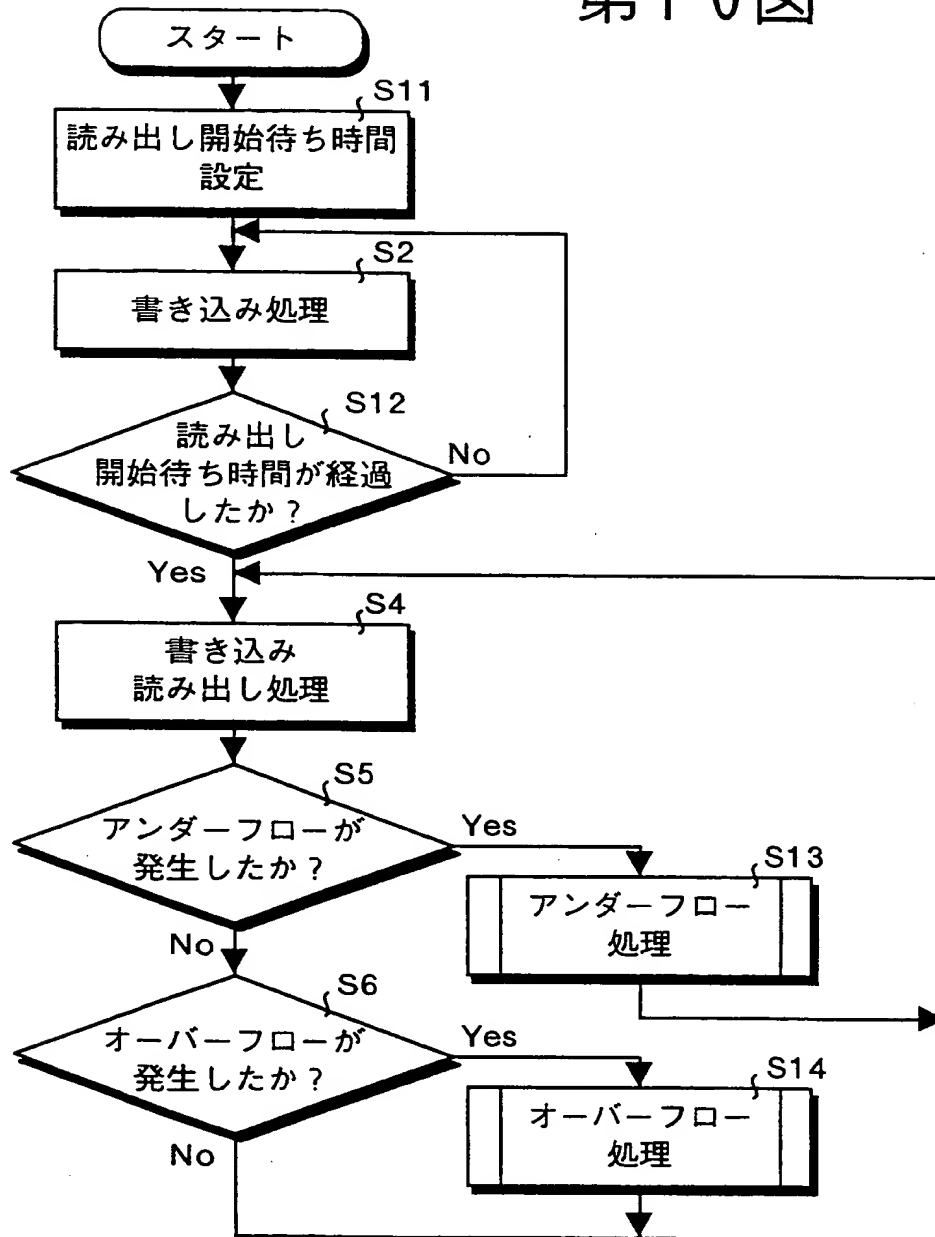 第10図
スタート
S11
読み出し開始待ち時間
設定
S2
書き込み処理
S12
読み出し
開始待ち時間が経過
したか?
No
Yes
S4
書き込み
読み出し処理
S5
アンダーフローが
発生したか?
Yes
S13
アンダーフロー
処理
No
S6
オーバーフローが
発生したか?
Yes
S14
オーバーフロー
処理
No